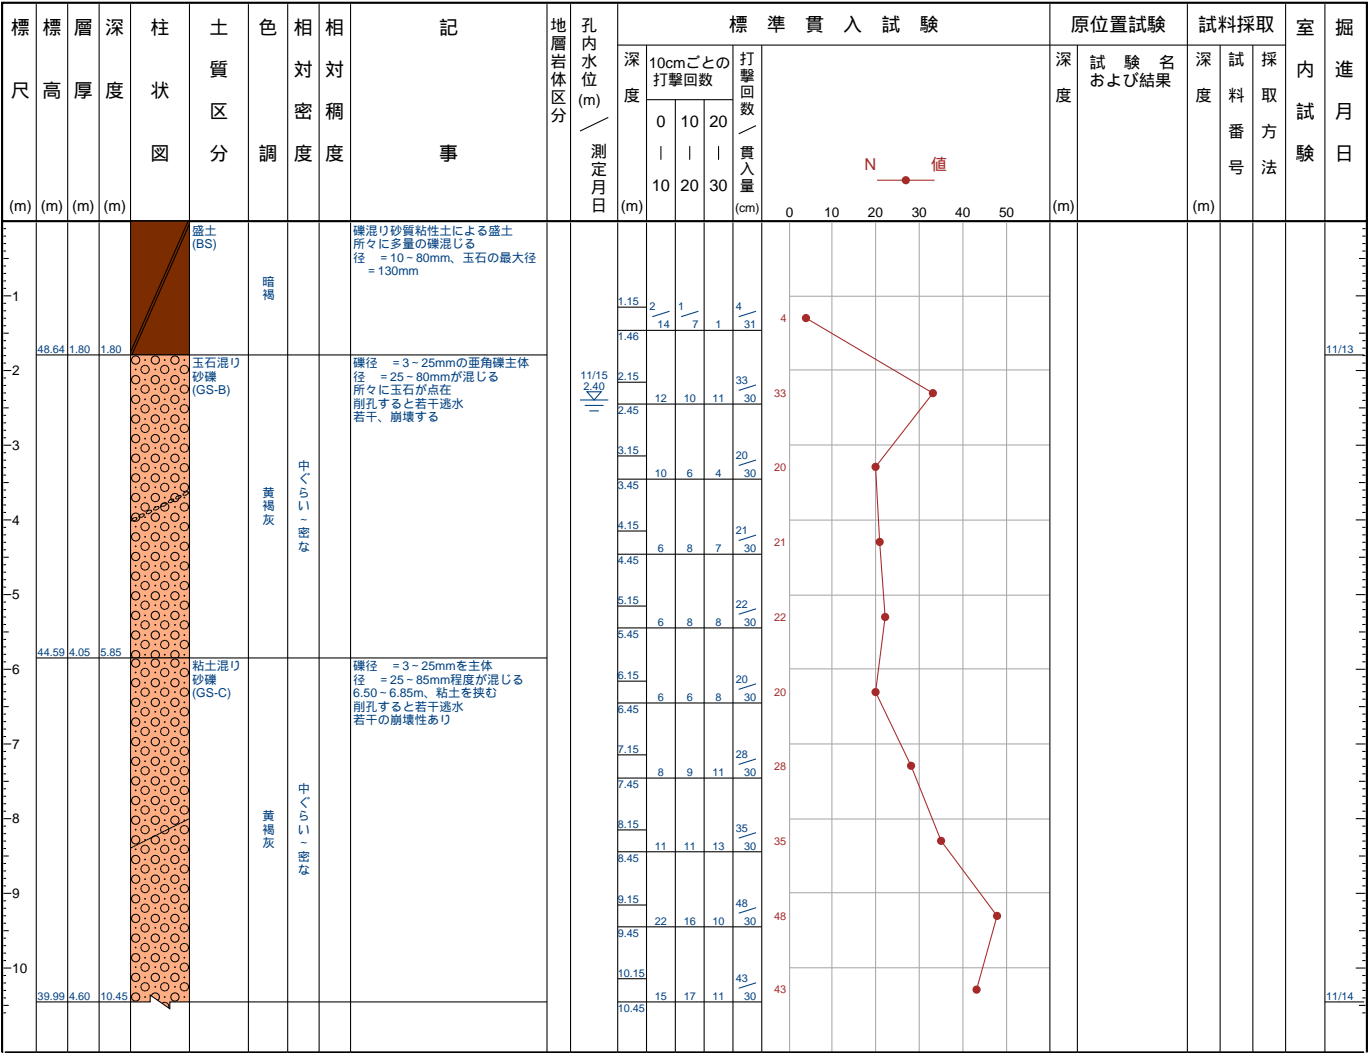 標尺 (m)
標高 (m)
層厚 (m)
深度 (m)
柱状図
土質区分
色調
相対密度
相対稠度
記事
地層岩体区分
孔内水位(m)／測定月日
標準貫入試験
深度 (m)
10cmごとの
打撃回数
0 | 10
10 | 20
20 | 30
打撃回数／貫入量 (cm)
N 値
0 10 20 30 40 50
原位置試験
深度 (m)
試験名
および結果
試料採取
深度 (m)
試料番号
採取方法
室内試験
掘進月日
盛土
(BS)
暗褐
礫混り砂質粘性土による盛土
所々に多量の礫混じる
径 =10~80mm、玉石の最大径
=130mm
1
1.15 2/14 1/7 1 4/31 4
1.46
48.64 1.80 1.80
11/13
玉石混り
砂礫
(GS-B)
黄褐灰
中ぐらい~密な
礫径 =3~25mmの亜角礫主体
径 =25~80mmが混じる
所々に玉石が点在
削孔すると若干逃水
若干、崩壊する
11/15
2.40
2
2.15 12 10 11 33/30 33
2.45
3
3.15 10 6 4 20/30 20
3.45
4
4.15 6 8 7 21/30 21
4.45
5
5.15 6 8 8 22/30 22
5.45
44.59 4.05 5.85
粘土混り
砂礫
(GS-C)
黄褐灰
中ぐらい~密な
礫径 =3~25mmを主体
径 =25~85mm程度が混じる
6.50~6.85m、粘土を挟む
削孔すると若干逃水
若干の崩壊性あり
6
6.15 6 6 8 20/30 20
6.45
7
7.15 8 9 11 28/30 28
7.45
8
8.15 11 11 13 35/30 35
8.45
9
9.15 22 16 10 48/30 48
9.45
10
10.15 15 17 11 43/30 43
10.45
39.99 4.60 10.45
11/14